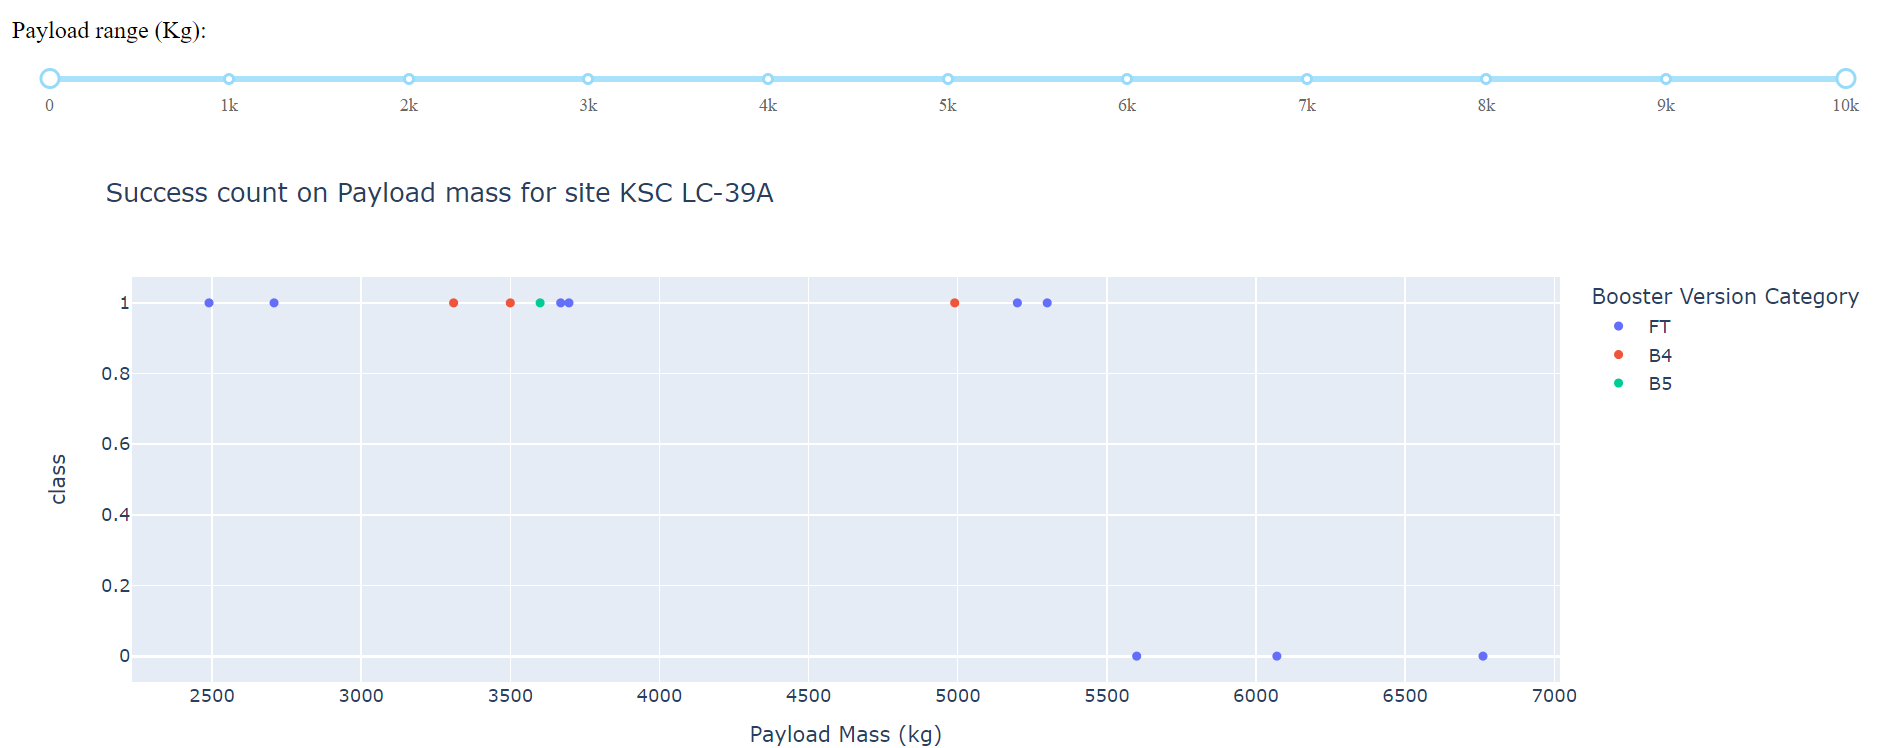 Payload range (Kg):
0 1k 2k 3k 4k 5k 6k 7k 8k 9k 10k
Success count on Payload mass for site KSC LC-39A
Booster Version Category
FT
B4
B5
class
1
0.8
0.6
0.4
0.2
0
2500 3000 3500 4000 4500 5000 5500 6000 6500 7000
Payload Mass (kg)